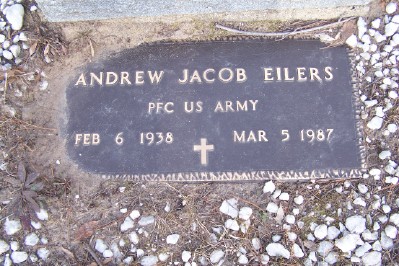 ANDREW JACOB EILERS
PFC US ARMY
FEB 6 1938 MAR 5 1987